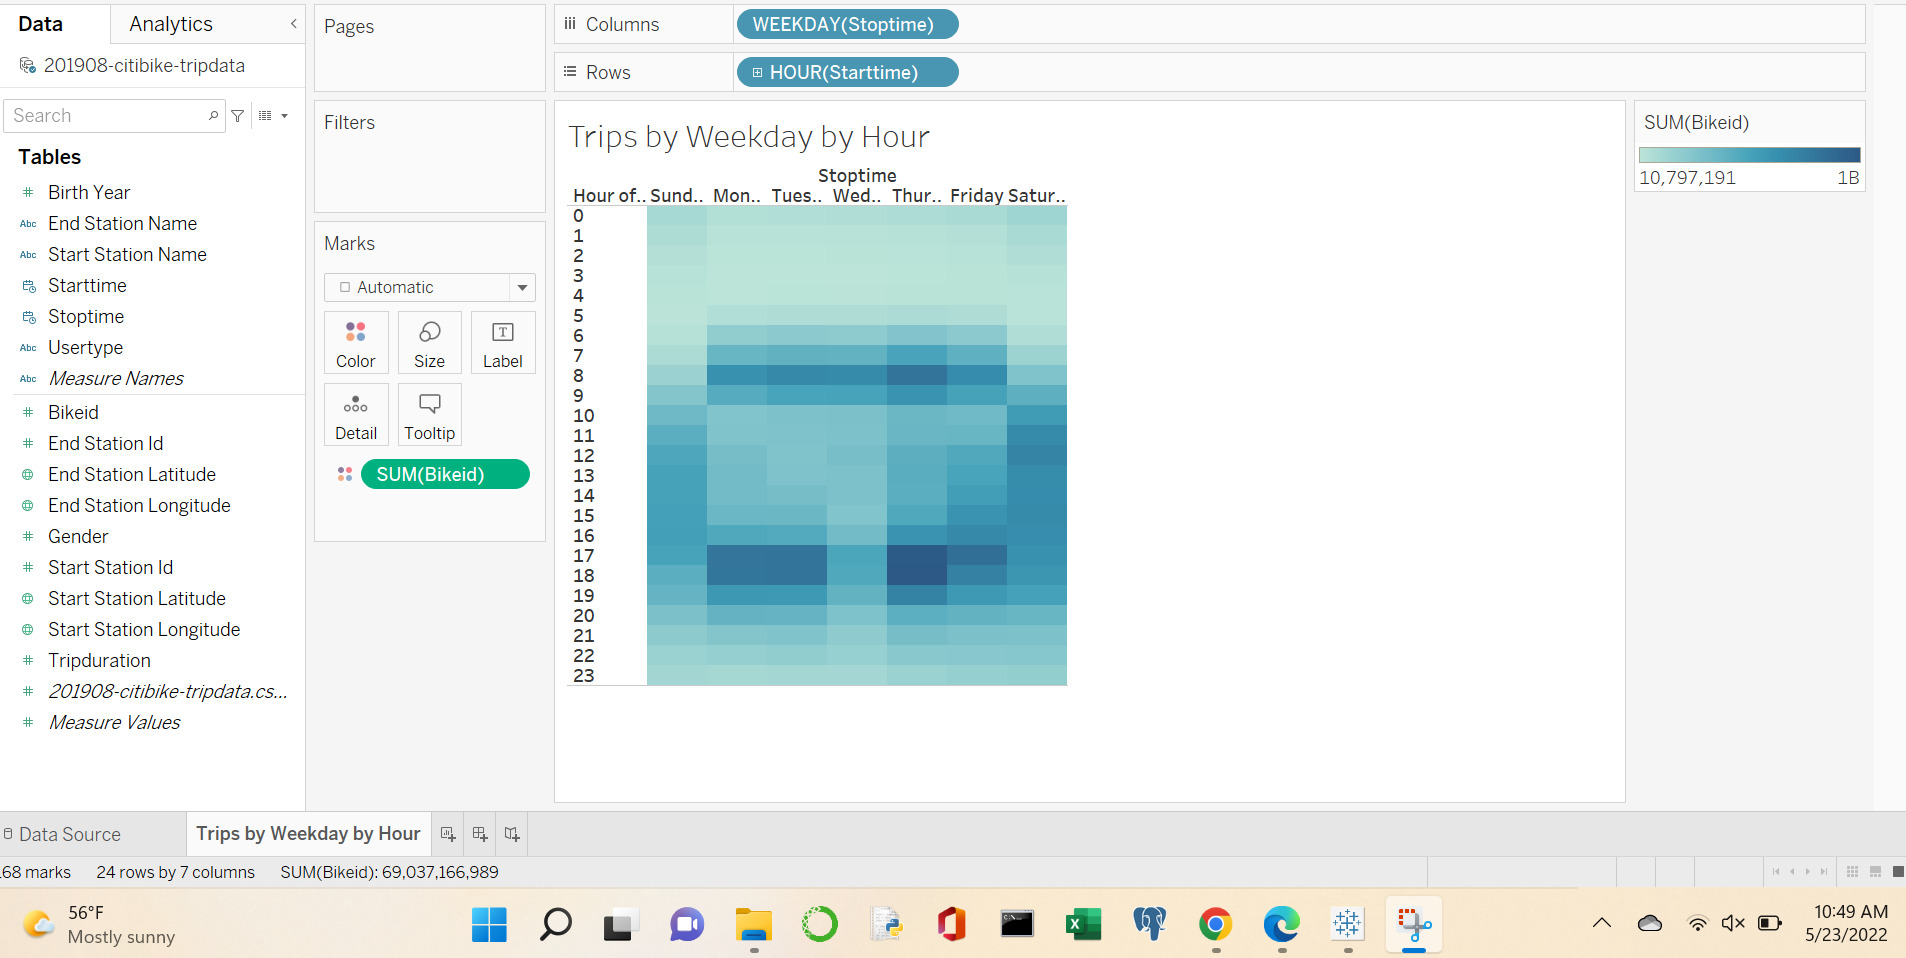 Data
Analytics
201908-citibike-tripdata
Search
Tables
Birth Year
Abc End Station Name
Abc Start Station Name
Starttime
Stoptime
Abc Usertype
Abc Measure Names
Bikeid
End Station Id
End Station Latitude
End Station Longitude
Gender
Start Station Id
Start Station Latitude
Start Station Longitude
Tripduration
201908-citibike-tripdata.cs...
Measure Values
Pages
Filters
Marks
Automatic
Color
Size
T
Label
Detail
Tooltip
SUM(Bikeid)
Columns
WEEKDAY(Stoptime)
Rows
HOUR(Starttime)
Trips by Weekday by Hour
Stoptime
Hour of.. Sund.. Mon.. Tues.. Wed.. Thur.. Friday Satur..
0
1
2
3
4
5
6
7
8
9
10
11
12
13
14
15
16
17
18
19
20
21
22
23
SUM(Bikeid)
10,797,191 1B
Data Source
Trips by Weekday by Hour
.68 marks 24 rows by 7 columns SUM(Bikeid): 69,037,166,989
56°F
Mostly sunny
10:49 AM
5/23/2022